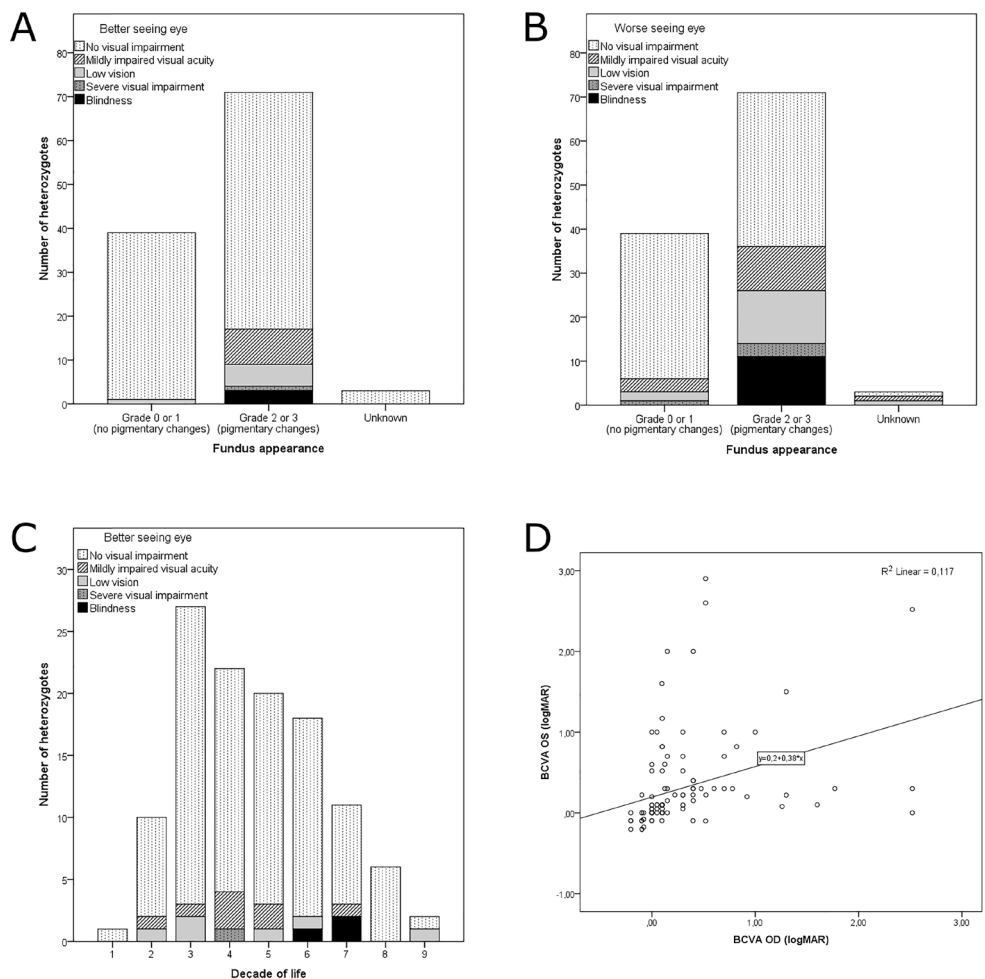 A
Better seeing eye
No visual impairment
Mildly impaired visual acuity
Low vision
Severe visual impairment
Blindness
80
70
60
50
40
30
20
10
0
Number of heterozygotes
Grade 0 or 1
(no pigmentary changes)
Grade 2 or 3
(pigmentary changes)
Unknown
Fundus appearance
B
Worse seeing eye
No visual impairment
Mildly impaired visual acuity
Low vision
Severe visual impairment
Blindness
80
70
60
50
40
30
20
10
0
Number of heterozygotes
Grade 0 or 1
(no pigmentary changes)
Grade 2 or 3
(pigmentary changes)
Unknown
Fundus appearance
C
Better seeing eye
No visual impairment
Mildly impaired visual acuity
Low vision
Severe visual impairment
Blindness
30
25
20
15
10
5
0
Number of heterozygotes
1 2 3 4 5 6 7 8 9
Decade of life
D
R2 Linear = 0,117
3,00
2,00
1,00
,00
-1,00
BCVA OS (logMAR)
y=0,2+0,38*x
,00 1,00 2,00 3,00
BCVA OD (logMAR)